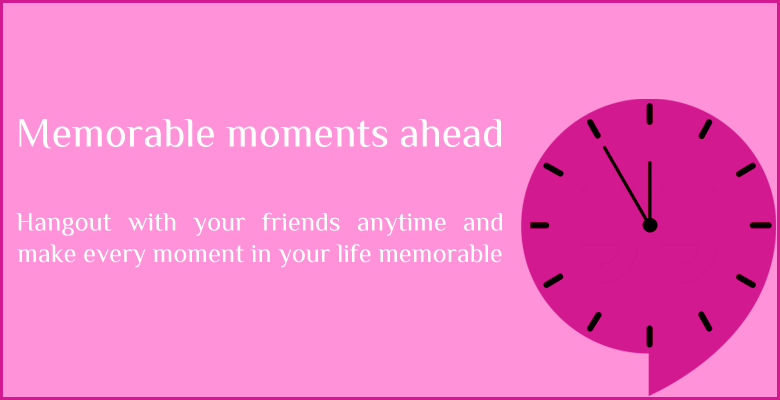 Memorable moments ahead
Hangout with your friends anytime and
make every moment in your life memorable